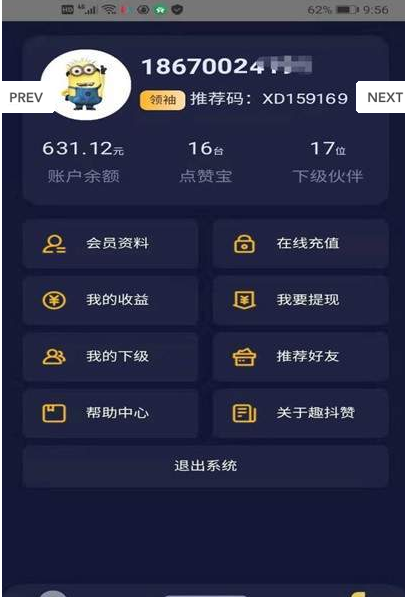 HD 4G 62% 9:56
18670024
PREV
领袖 推荐码：XD159169
NEXT
631.12元 16台 17位
账户余额 点赞宝 下级伙伴
会员资料 在线充值
我的收益 我要提现
我的下级 推荐好友
帮助中心 关于趣抖赞
退出系统